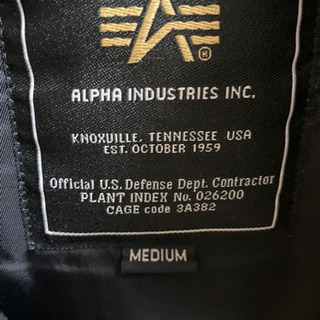 ®
ALPHA INDUSTRIES INC.
KNOXVILLE, TENNESSEE USA
EST. OCTOBER 1959
Official U.S. Defense Dept. Contractor
PLANT INDEX No. 026200
CAGE code 3A382
MEDIUM